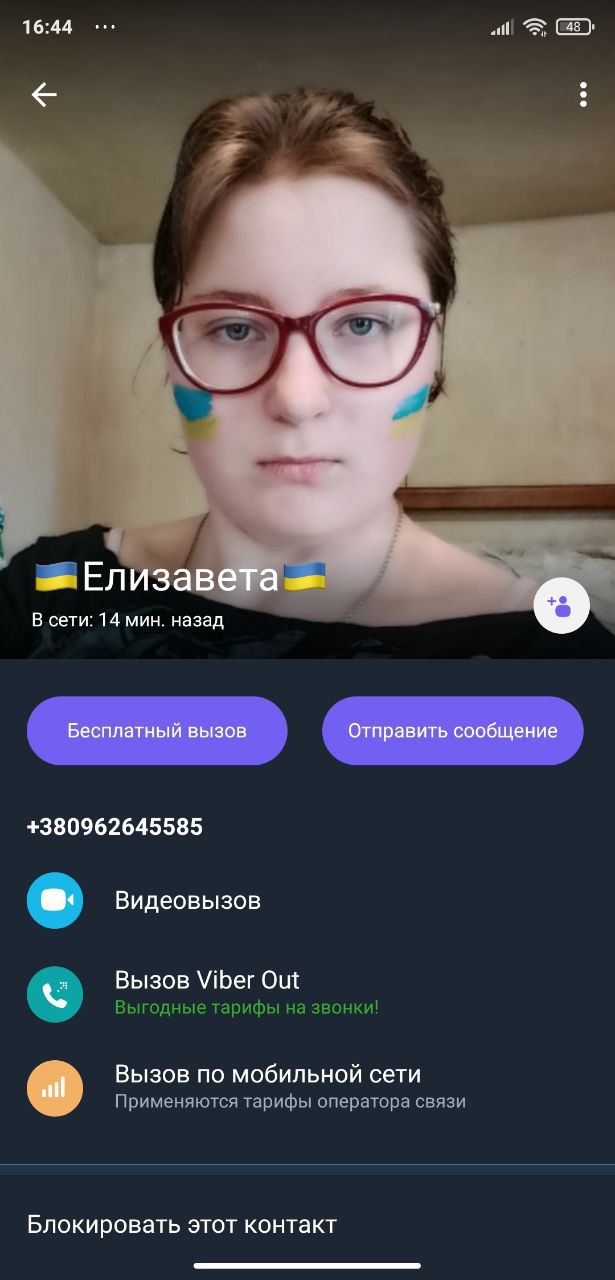 16:44 ...
48
🇺🇦Елизавета🇺🇦
В сети: 14 мин. назад
Бесплатный вызов
Отправить сообщение
+380962645585
Видеовызов
Вызов Viber Out
Выгодные тарифы на звонки!
Вызов по мобильной сети
Применяются тарифы оператора связи
Блокировать этот контакт